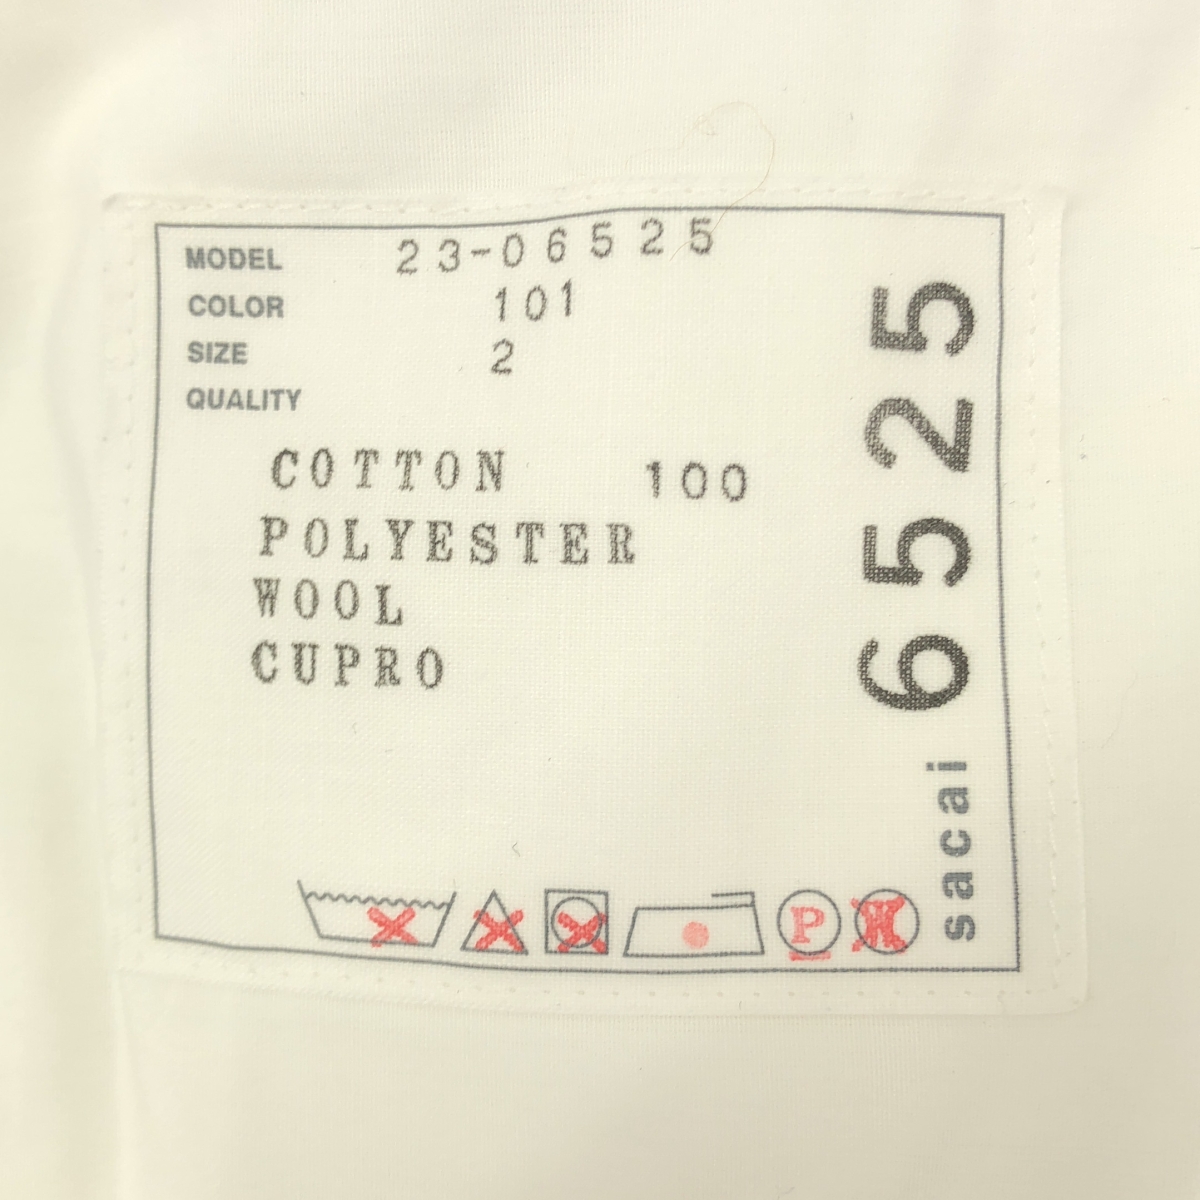 MODEL 23-06525
COLOR 101
SIZE 2
QUALITY
COTTON 100
POLYESTER
WOOL
CUPRO
P W
sacai 6525